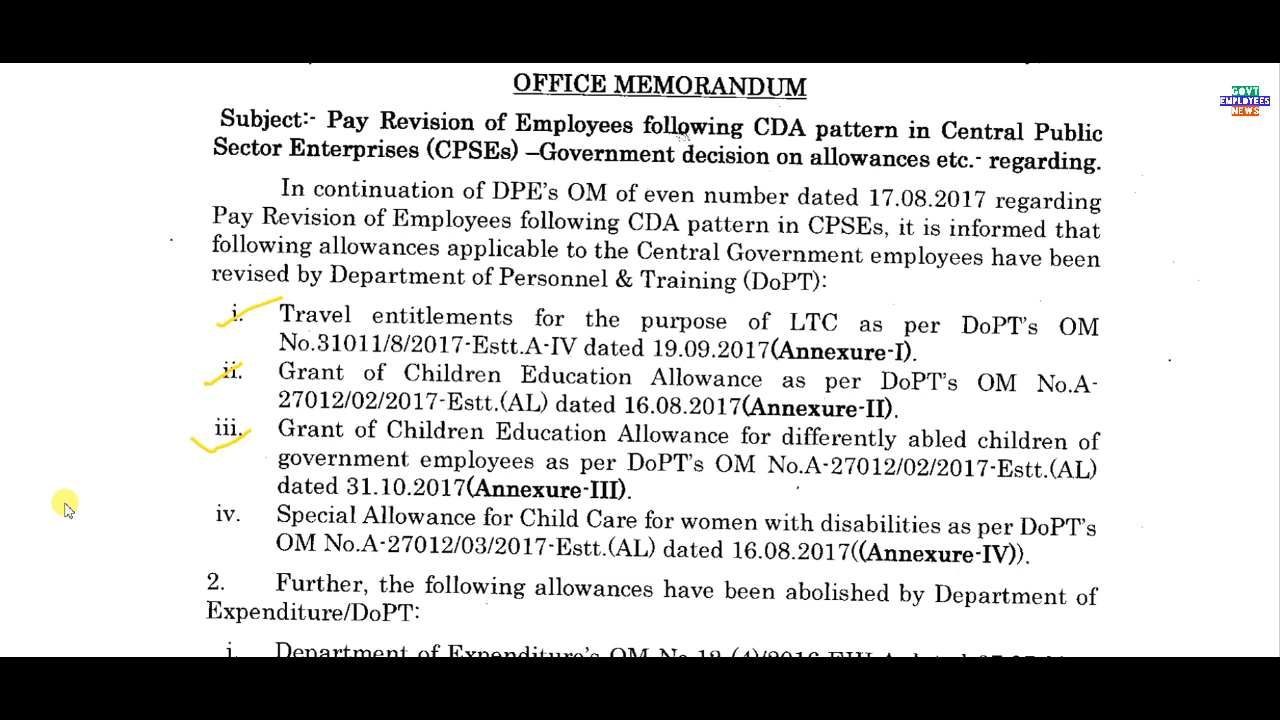 OFFICE MEMORANDUM
GOVT
EMPLOYEES
NEWS
Subject:- Pay Revision of Employees following CDA pattern in Central Public
Sector Enterprises (CPSEs) –Government decision on allowances etc.- regarding.
In continuation of DPE's OM of even number dated 17.08.2017 regarding
Pay Revision of Employees following CDA pattern in CPSEs, it is informed that
following allowances applicable to the Central Government employees have been
revised by Department of Personnel & Training (DoPT):
i. Travel entitlements for the purpose of LTC as per DoPT's OM
No.31011/8/2017-Estt.A-IV dated 19.09.2017(Annexure-I).
ii. Grant of Children Education Allowance as per DoPT's OM No.A-
27012/02/2017-Estt.(AL) dated 16.08.2017(Annexure-II).
iii. Grant of Children Education Allowance for differently abled children of
government employees as per DoPT's OM No.A-27012/02/2017-Estt.(AL)
dated 31.10.2017(Annexure-III).
iv. Special Allowance for Child Care for women with disabilities as per DoPT's
OM No.A-27012/03/2017-Estt.(AL) dated 16.08.2017((Annexure-IV)).
2. Further, the following allowances have been abolished by Department of
Expenditure/DoPT:
i. Department of Expenditure's OM No